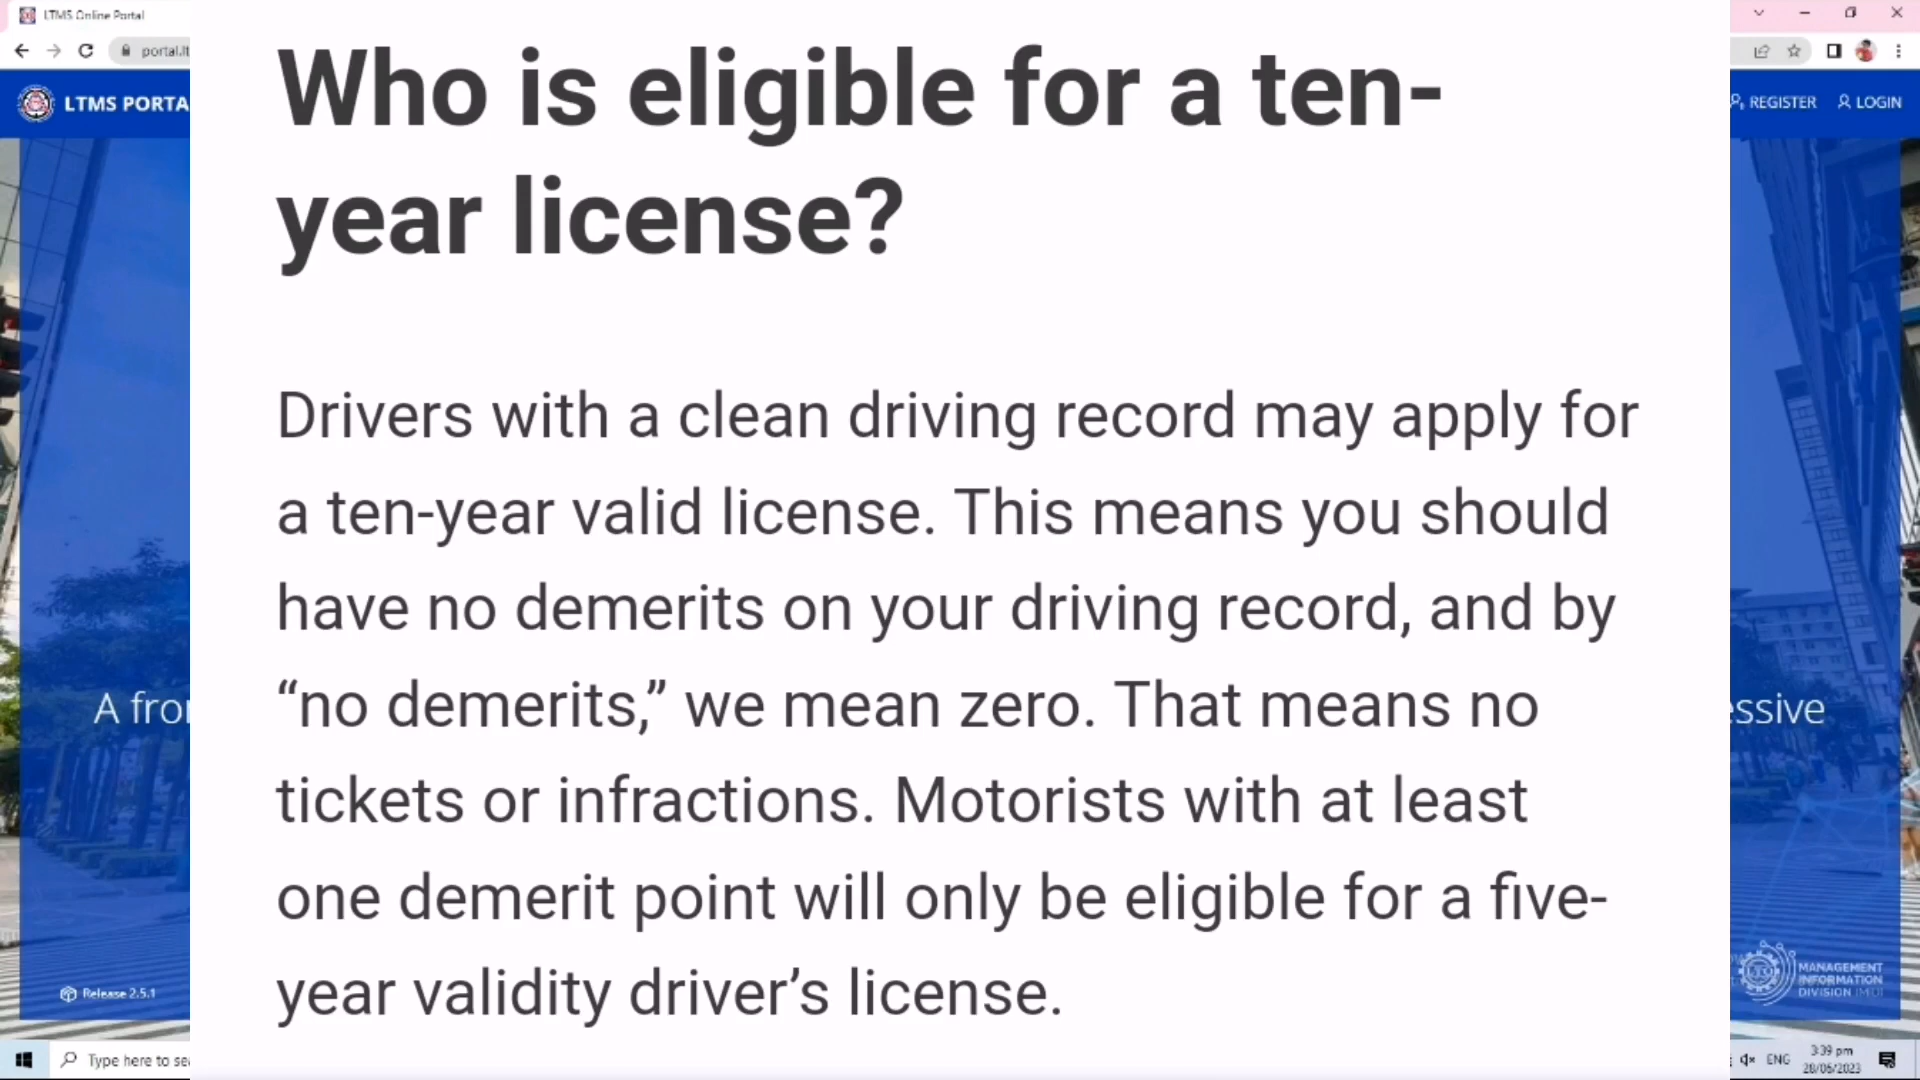 LTMS Online Portal
portal.lt
LTMS PORTA
REGISTER
LOGIN
Who is eligible for a ten-
year license?
Drivers with a clean driving record may apply for
a ten-year valid license. This means you should
have no demerits on your driving record, and by
“no demerits,” we mean zero. That means no
tickets or infractions. Motorists with at least
one demerit point will only be eligible for a five-
year validity driver’s license.
A fro
essive
Release 2.5.1
MANAGEMENT
INFORMATION
DIVISION (MID)
Type here to sea
ENG
3:39 pm
28/06/2023